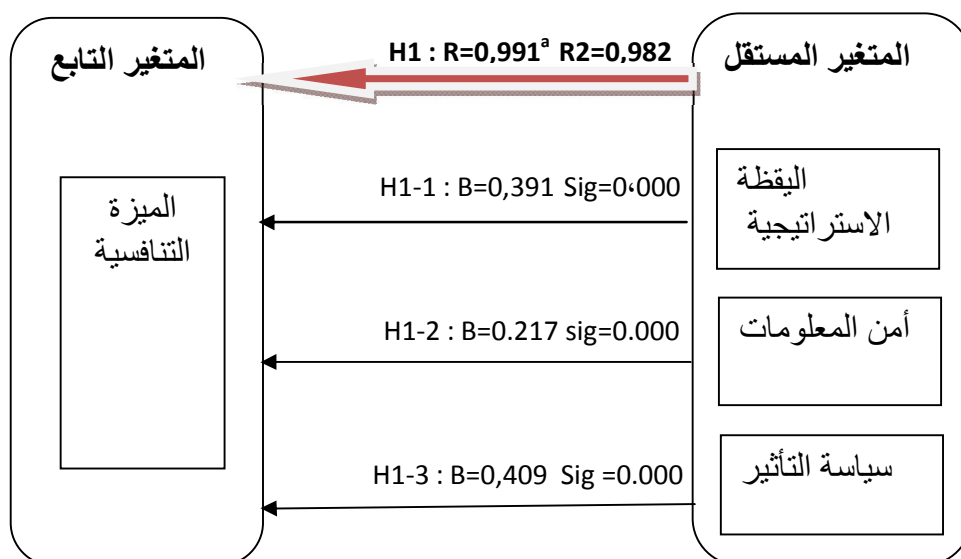 المتغير المستقل
H1 : R=0,991ᵃ R2=0,982
المتغير التابع
اليقظة
الاستراتيجية
H1-1 : B=0,391 Sig=0،000
الميزة
التنافسية
أمن المعلومات
H1-2 : B=0.217 sig=0.000
سياسة التأثير
H1-3 : B=0,409 Sig =0.000